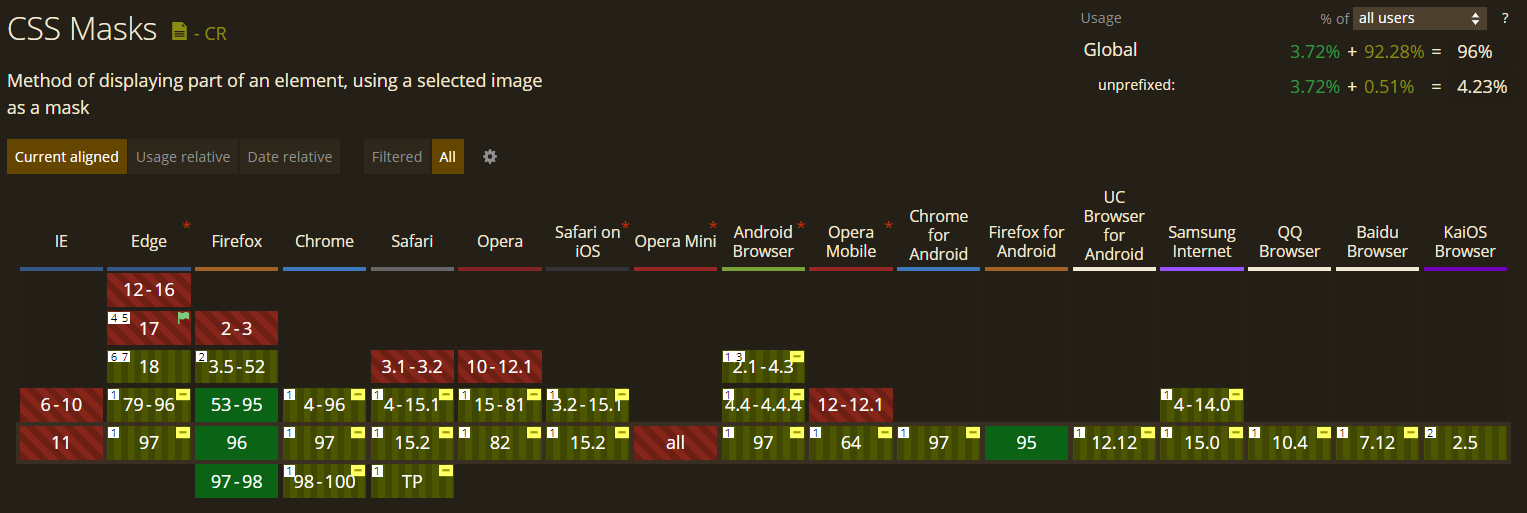 CSS Masks - CR
Usage % of all users ?
Global 3.72% + 92.28% = 96%
unprefixed: 3.72% + 0.51% = 4.23%
Method of displaying part of an element, using a selected image
as a mask
Current aligned Usage relative Date relative Filtered All
IE
Edge *
Firefox
Chrome
Safari
Opera
Safari on *
iOS
Opera Mini *
Android *
Browser
Opera *
Mobile
Chrome
for
Android
Firefox for
Android
UC
Browser
for
Android
Samsung
Internet
QQ
Browser
Baidu
Browser
KaiOS
Browser
12-16
4 5 17 2-3
6 7 18 2 3.5-52 3.1-3.2 10-12.1 1 3 2.1-4.3
6-10 1 79-96 53-95 1 4-96 1 4-15.1 1 15-81 1 3.2-15.1 1 4.4-4.4.4 12-12.1 1 4-14.0
11 1 97 96 1 97 1 15.2 1 82 1 15.2 all 1 97 1 64 1 97 95 1 12.12 1 15.0 1 10.4 1 7.12 2 2.5
97-98 1 98-100 1 TP